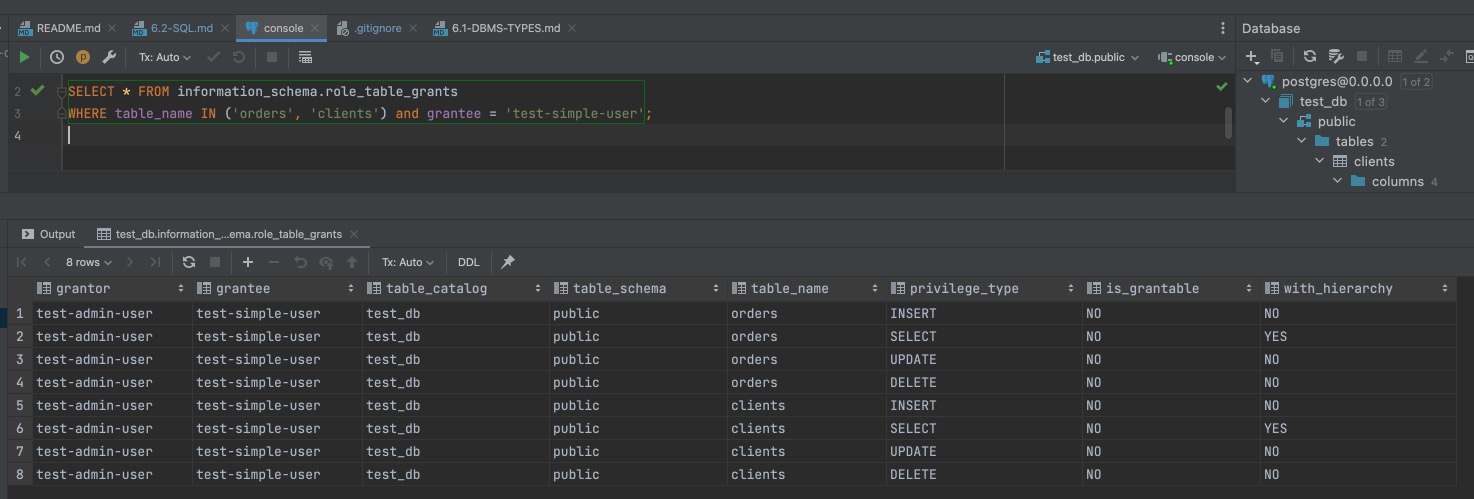 README.md 6.2-SQL.md console .gitignore 6.1-DBMS-TYPES.md Database
Tx: Auto test_db.public console
2 SELECT * FROM information_schema.role_table_grants
3 WHERE table_name IN ('orders', 'clients') and grantee = 'test-simple-user';
4
postgres@0.0.0.0 1 of 2
test_db 1 of 3
public
tables 2
clients
columns 4
Output test_db.information_...ema.role_table_grants
8 rows Tx: Auto DDL
grantor grantee table_catalog table_schema table_name privilege_type is_grantable with_hierarchy
1 test-admin-user test-simple-user test_db public orders INSERT NO NO
2 test-admin-user test-simple-user test_db public orders SELECT NO YES
3 test-admin-user test-simple-user test_db public orders UPDATE NO NO
4 test-admin-user test-simple-user test_db public orders DELETE NO NO
5 test-admin-user test-simple-user test_db public clients INSERT NO NO
6 test-admin-user test-simple-user test_db public clients SELECT NO YES
7 test-admin-user test-simple-user test_db public clients UPDATE NO NO
8 test-admin-user test-simple-user test_db public clients DELETE NO NO